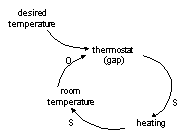 desired
temperature
thermostat
(gap)
O
S
room
temperature
heating
S